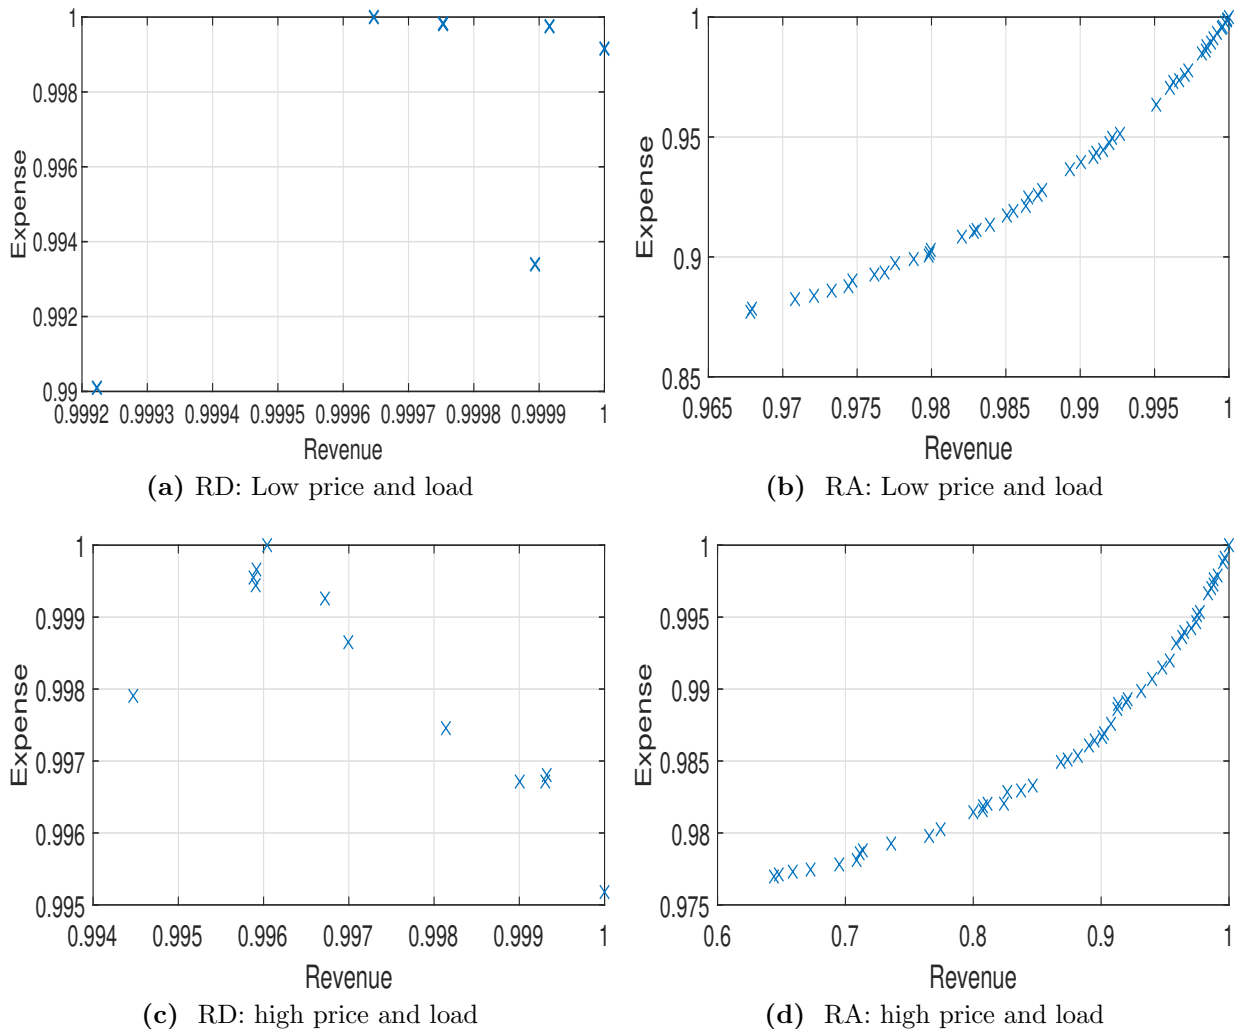 1
0.998
0.996
0.994
0.992
0.99
Expense
0.9992 0.9993 0.9994 0.9995 0.9996 0.9997 0.9998 0.9999 1
Revenue
(a) RD: Low price and load
1
0.95
0.9
0.85
Expense
0.965 0.97 0.975 0.98 0.985 0.99 0.995 1
Revenue
(b) RA: Low price and load
1
0.999
0.998
0.997
0.996
0.995
Expense
0.994 0.995 0.996 0.997 0.998 0.999 1
Revenue
(c) RD: high price and load
1
0.995
0.99
0.985
0.98
0.975
Expense
0.6 0.7 0.8 0.9 1
Revenue
(d) RA: high price and load